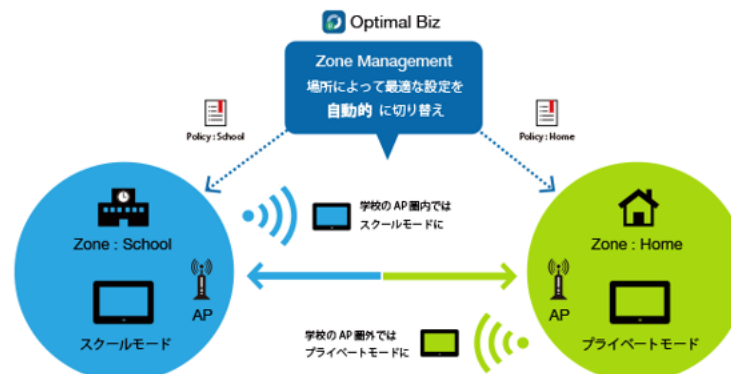 Optimal Biz
Zone Management
場所によって最適な設定を
自動的 に切り替え
Policy : School
Policy : Home
学校の AP 圏内では
スクールモードに
Zone : School
Zone : Home
AP
AP
スクールモード
学校の AP 圏外では
プライベートモードに
プライベートモード